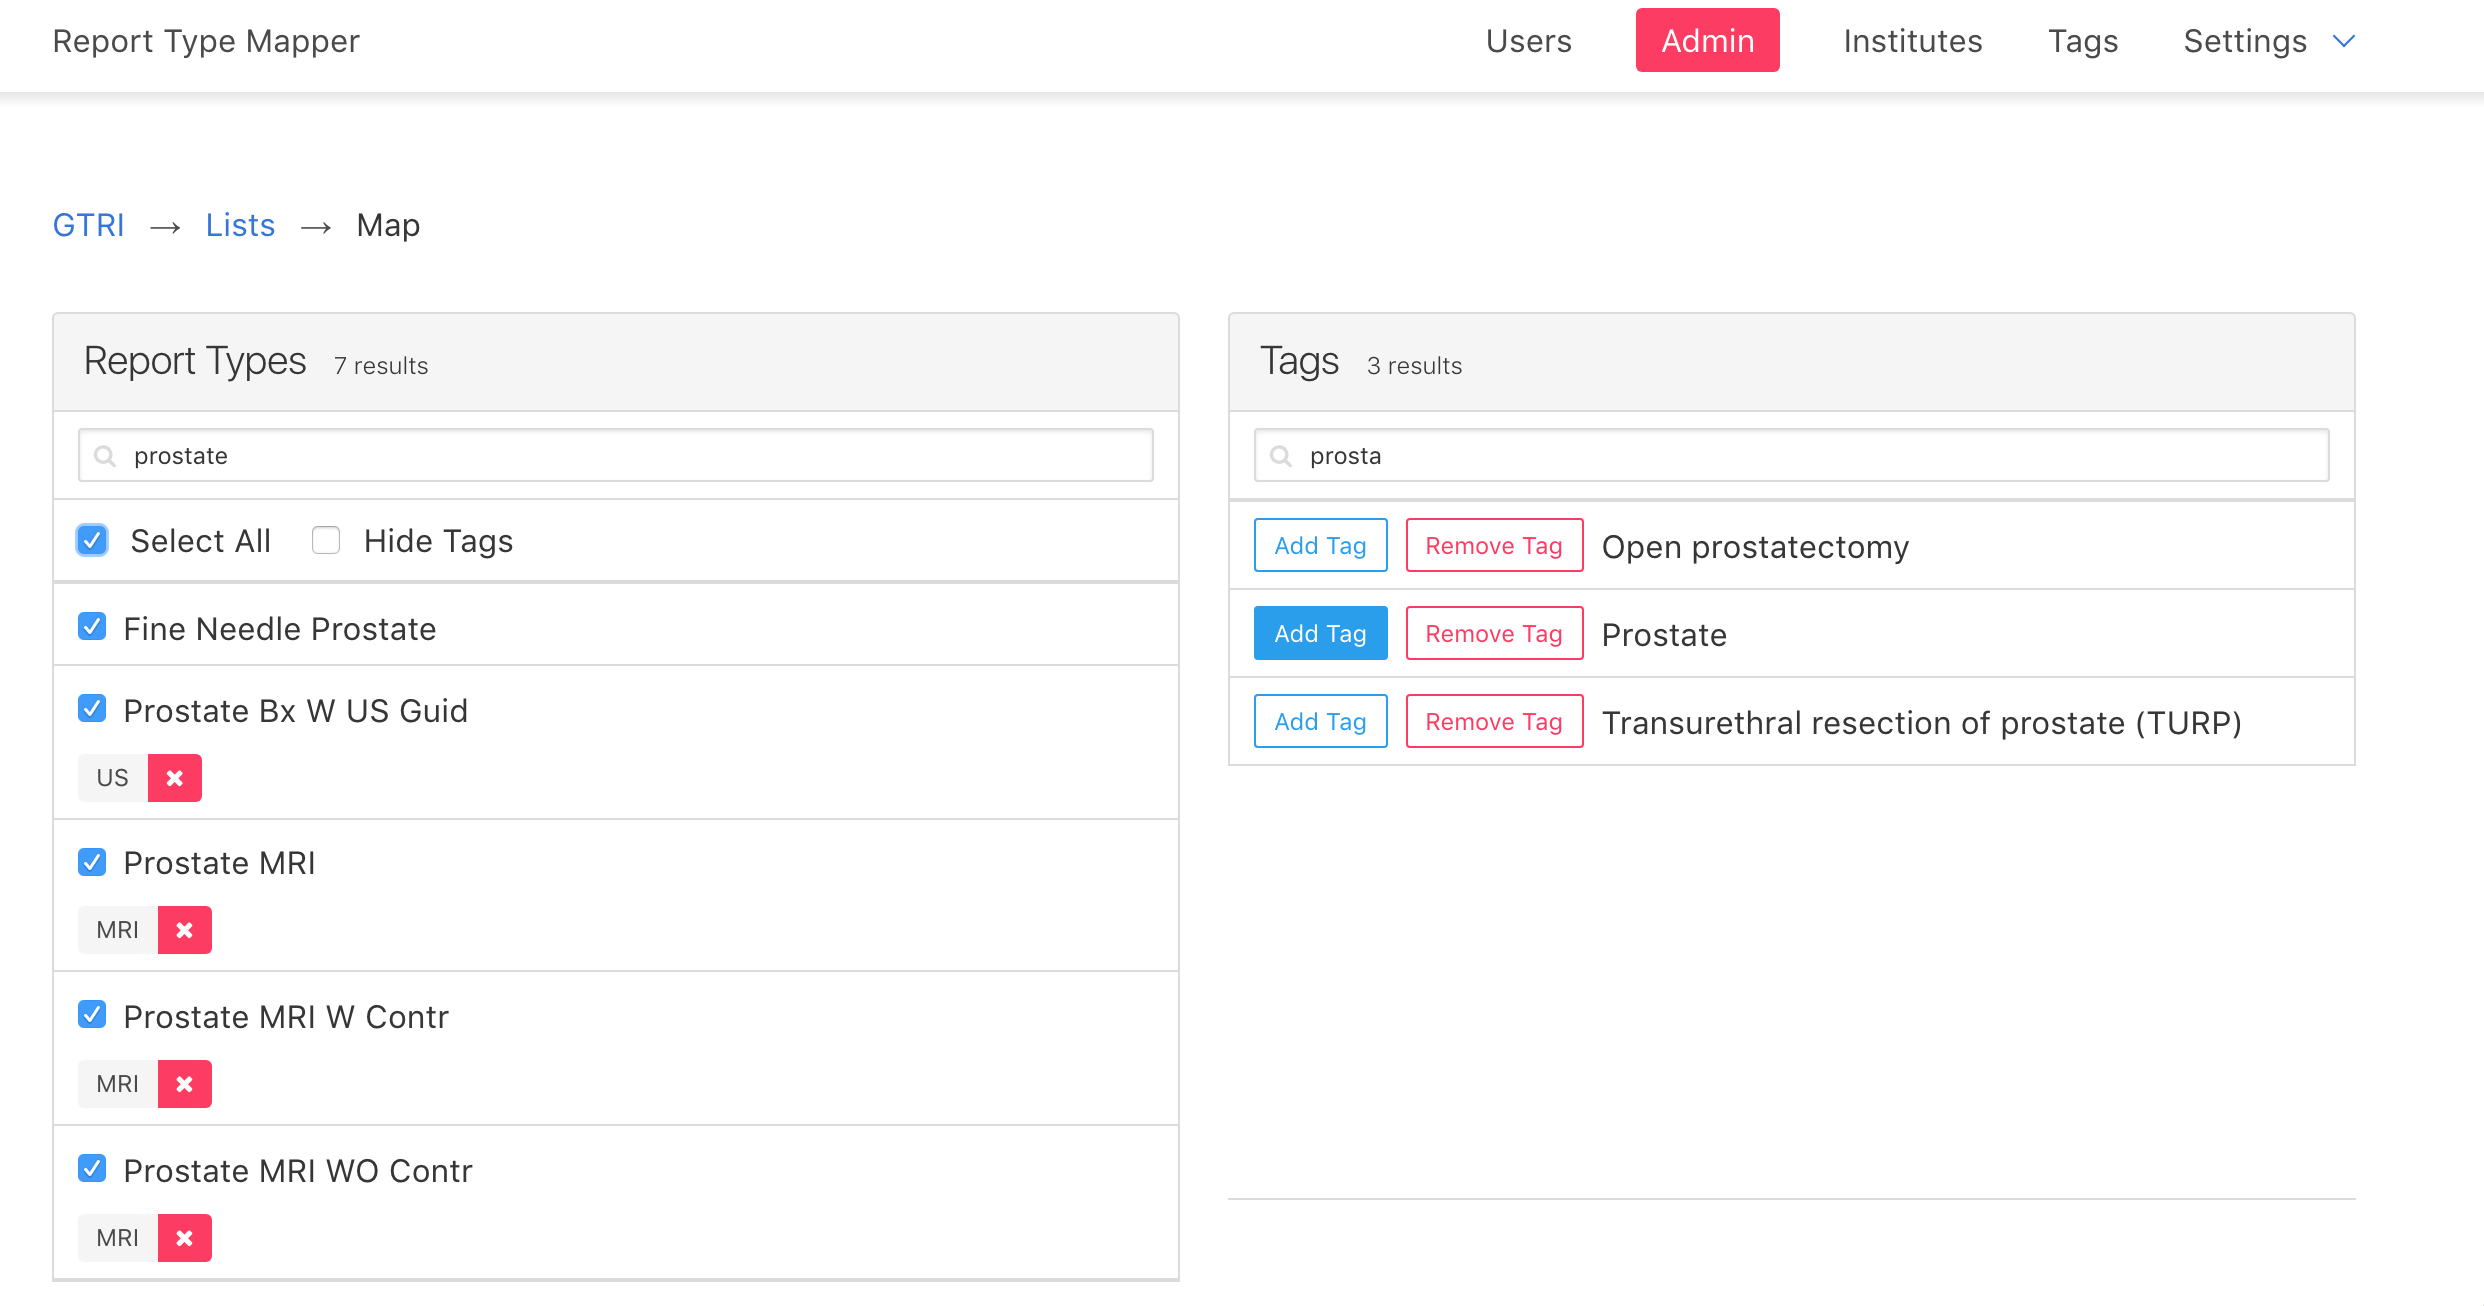 Report Type Mapper Users Admin Institutes Tags Settings
GTRI → Lists → Map
Report Types 7 results
prostate
Select All Hide Tags
Fine Needle Prostate
Prostate Bx W US Guid
US
Prostate MRI
MRI
Prostate MRI W Contr
MRI
Prostate MRI WO Contr
MRI
Tags 3 results
prosta
Add Tag Remove Tag Open prostatectomy
Add Tag Remove Tag Prostate
Add Tag Remove Tag Transurethral resection of prostate (TURP)